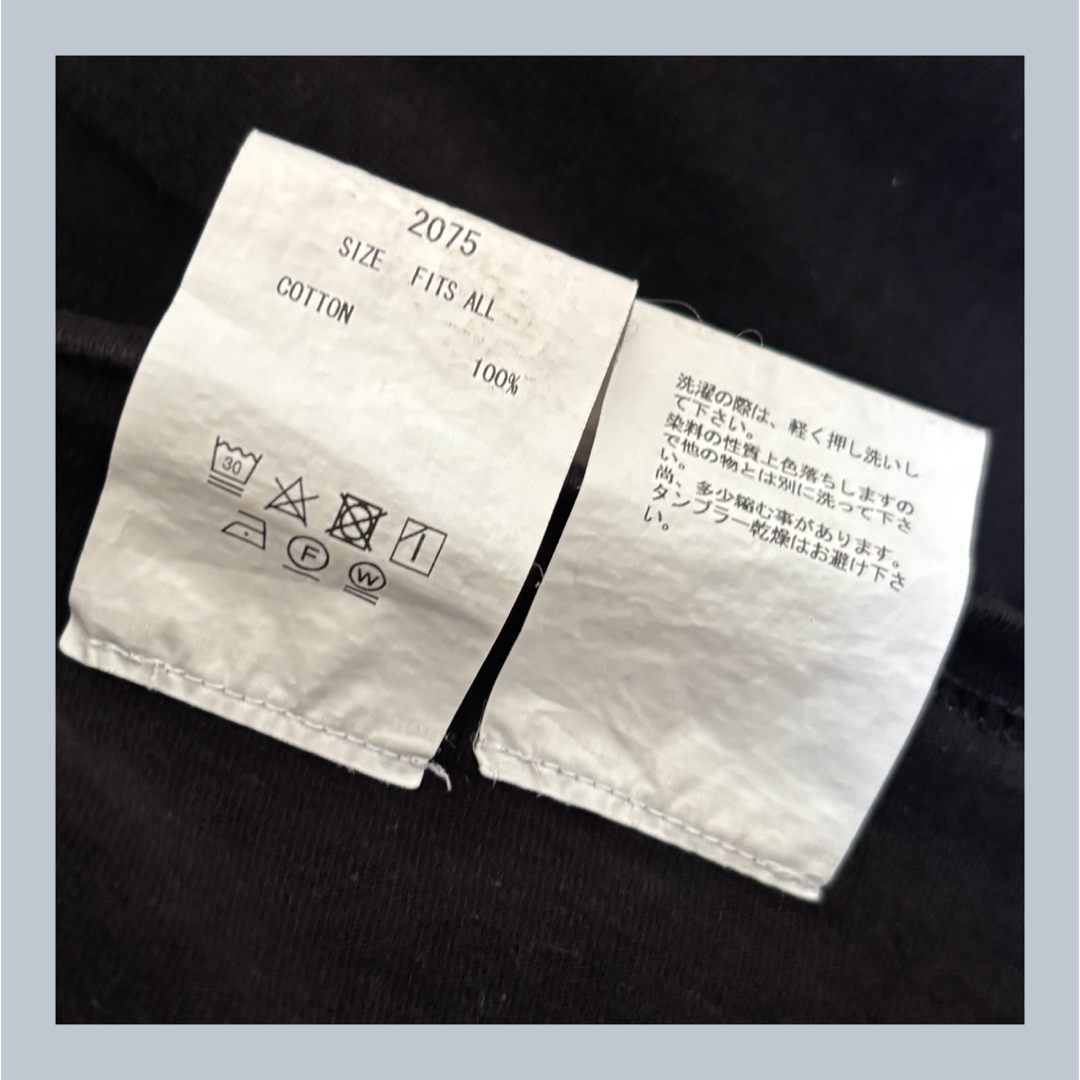 2075
SIZE FITS ALL
COTTON
100%
30
F
W
洗濯の際は、軽く押し洗いし
て下さい。
染料の性質上色落ちしますの
で他の物とは別に洗って下さ
い。
尚、多少縮む事があります。
タンブラー乾燥はお避け下さ
い。